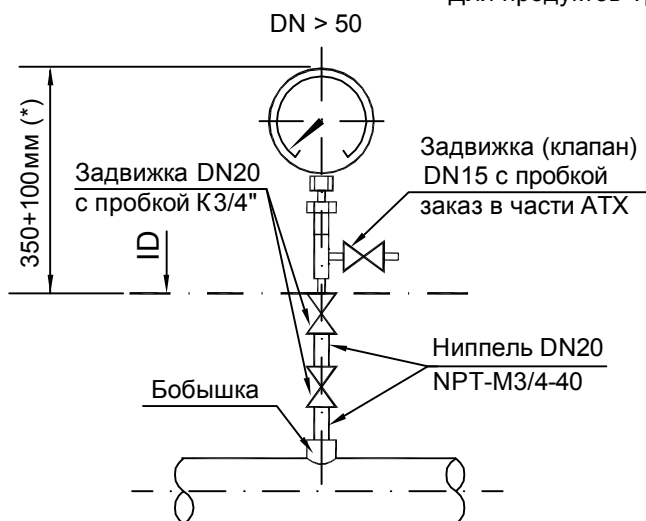 DN > 50
350+100мм (*)
Задвижка DN20
с пробкой К3/4"
Задвижка (клапан)
DN15 с пробкой
заказ в части АТХ
ID
Ниппель DN20
NPT-M3/4-40
Бобышка